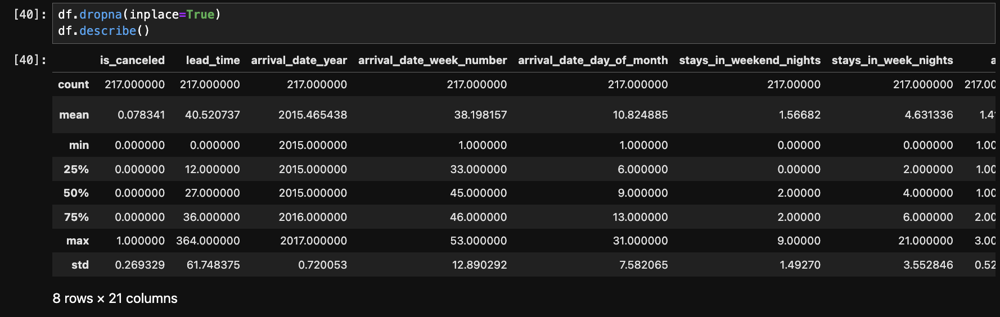 [40]: df.dropna(inplace=True)
df.describe()
[40]: is_canceled lead_time arrival_date_year arrival_date_week_number arrival_date_day_of_month stays_in_weekend_nights stays_in_week_nights a
count 217.000000 217.000000 217.000000 217.000000 217.000000 217.00000 217.000000 217.00
mean 0.078341 40.520737 2015.465438 38.198157 10.824885 1.56682 4.631336 1.4
min 0.000000 0.000000 2015.000000 1.000000 1.000000 0.00000 0.000000 1.00
25% 0.000000 12.000000 2015.000000 33.000000 6.000000 0.00000 2.000000 1.00
50% 0.000000 27.000000 2015.000000 45.000000 9.000000 2.00000 4.000000 1.00
75% 0.000000 36.000000 2016.000000 46.000000 13.000000 2.00000 6.000000 2.00
max 1.000000 364.000000 2017.000000 53.000000 31.000000 9.00000 21.000000 3.00
std 0.269329 61.748375 0.720053 12.890292 7.582065 1.49270 3.552846 0.52
8 rows × 21 columns